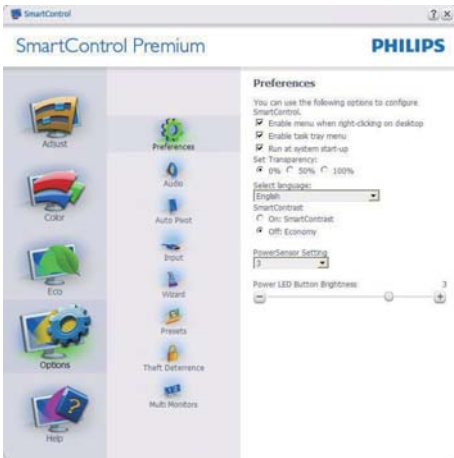 SmartControl
SmartControl Premium
PHILIPS
Adjust
Color
Eco
Options
Help
Preferences
Audio
Auto Pivot
Input
Wizard
Presets
Theft Deterrence
Multi Monitors
Preferences
You can use the following options to configure
SmartControl.
Enable menu when right-clicking on desktop
Enable task tray menu
Run at system start-up
Set Transparency:
0% 50% 100%
Select language:
English
SmartContrast
On: SmartContrast
Off: Economy
PowerSensor Setting
3
Power LED Button Brightness 3